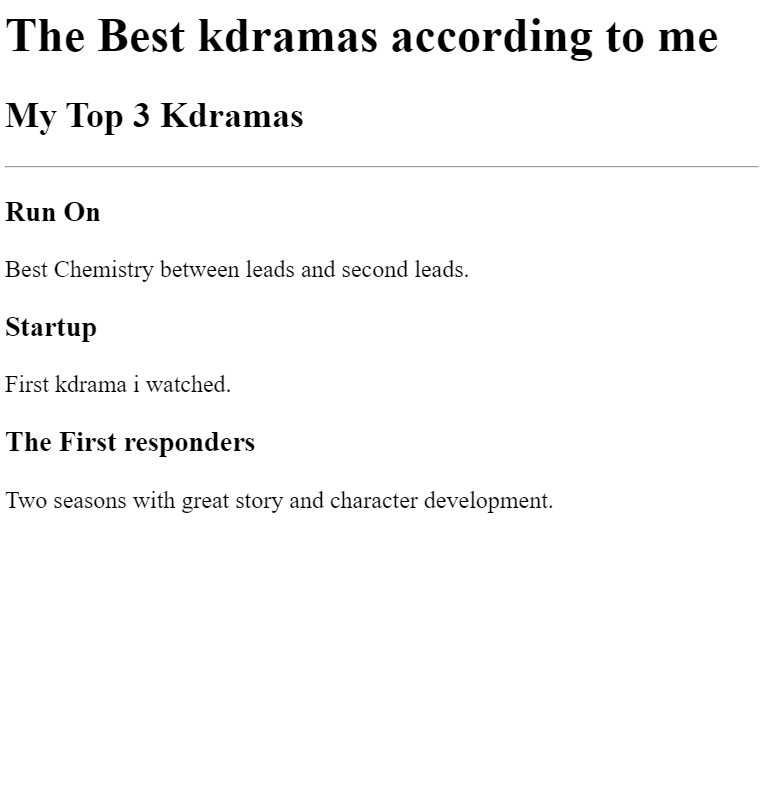 The Best kdramas according to me
My Top 3 Kdramas
Run On
Best Chemistry between leads and second leads.
Startup
First kdrama i watched.
The First responders
Two seasons with great story and character development.